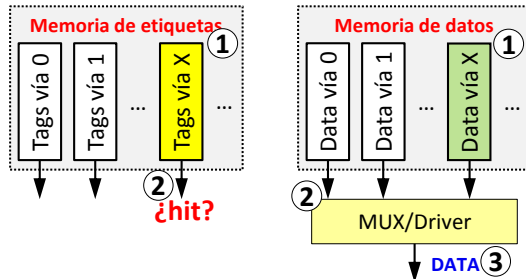 Memoria de etiquetas
1
Tags vía 0
Tags vía 1
...
Tags vía X
...
2
¿hit?
Memoria de datos
1
Data vía 0
Data vía 1
...
Data vía X
...
2
MUX/Driver
DATA 3